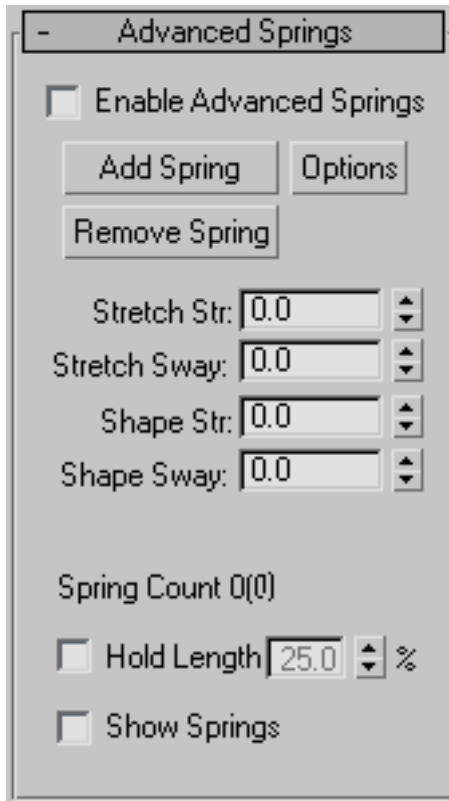 - Advanced Springs
Enable Advanced Springs
Add Spring Options
Remove Spring
Stretch Str: 0.0
Stretch Sway: 0.0
Shape Str: 0.0
Shape Sway: 0.0
Spring Count 0(0)
Hold Length 25.0 %
Show Springs